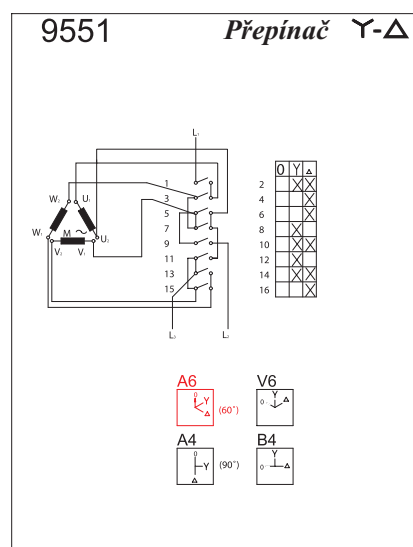 9551 Přepínač Y-Δ
L₁
0 Y Δ
1 2 X X
3 4 X
5 6 X
7 8 X
9 10 X X
11 12 X
13 14 X X
15 16 X
W₂ U₁
W₁ M ~ U₂
V₂ V₁
L₃ L₂
A6 V6
0 Y Δ (60°) 0 Y Δ
A4 B4
0 Y Δ (90°) 0 Y Δ